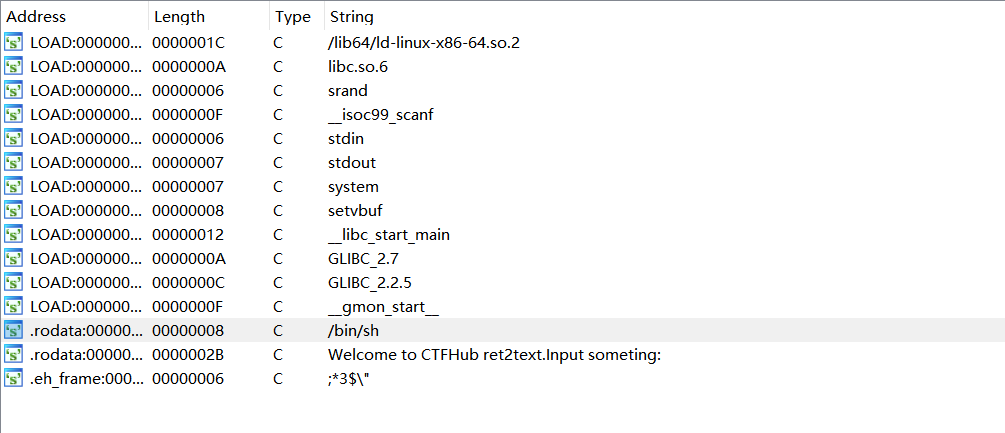 Address Length Type String
LOAD:000000... 0000001C C /lib64/ld-linux-x86-64.so.2
LOAD:000000... 0000000A C libc.so.6
LOAD:000000... 00000006 C srand
LOAD:000000... 0000000F C __isoc99_scanf
LOAD:000000... 00000006 C stdin
LOAD:000000... 00000007 C stdout
LOAD:000000... 00000007 C system
LOAD:000000... 00000008 C setvbuf
LOAD:000000... 00000012 C __libc_start_main
LOAD:000000... 0000000A C GLIBC_2.7
LOAD:000000... 0000000C C GLIBC_2.2.5
LOAD:000000... 0000000F C __gmon_start__
.rodata:00000... 00000008 C /bin/sh
.rodata:00000... 0000002B C Welcome to CTFHub ret2text.Input someting:
.eh_frame:000... 00000006 C ;*3$\"